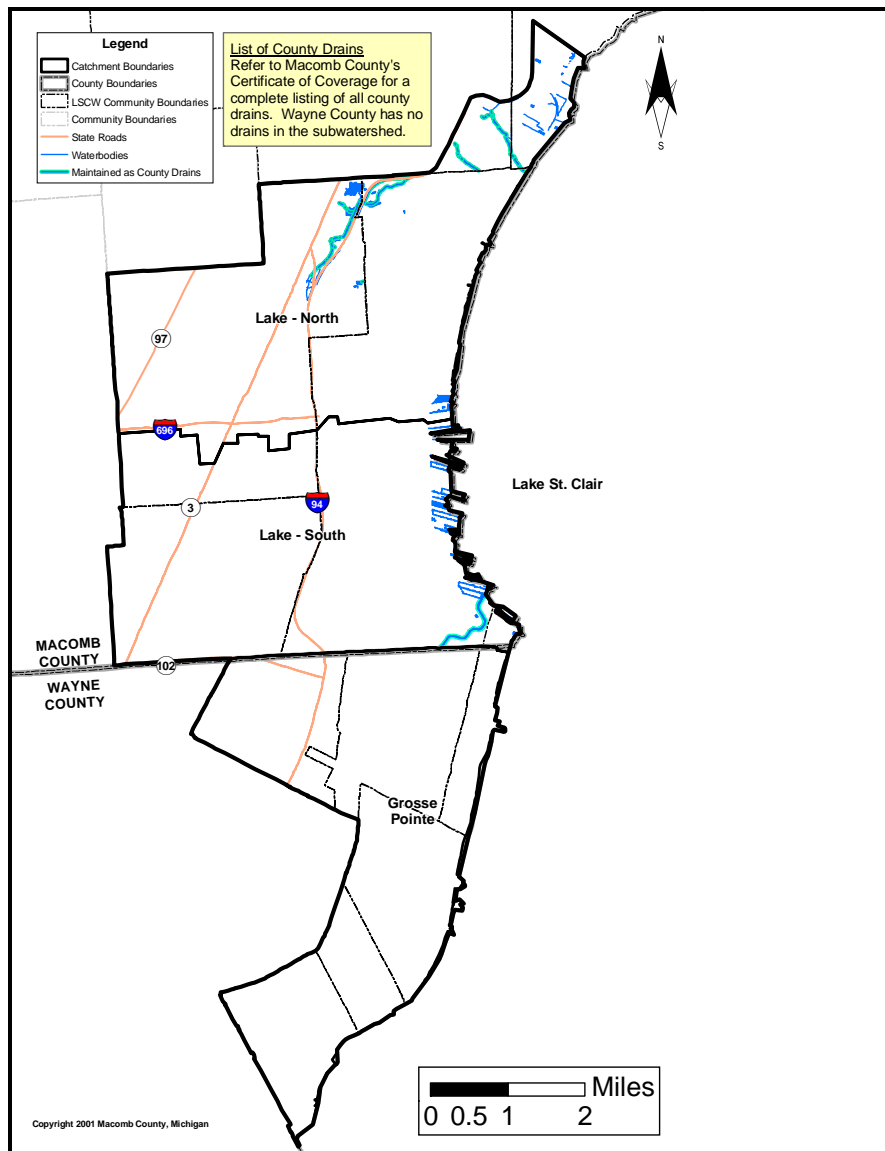 Legend
Catchment Boundaries
County Boundaries
LSCW Community Boundaries
Community Boundaries
State Roads
Waterbodies
Maintained as County Drains
List of County Drains
Refer to Macomb County's
Certificate of Coverage for a
complete listing of all county
drains. Wayne County has no
drains in the subwatershed.
N
S
Lake - North
97
696
Lake St. Clair
3
94
Lake - South
MACOMB
COUNTY
102
WAYNE
COUNTY
Grosse
Pointe
Miles
0 0.5 1 2
Copyright 2001 Macomb County, Michigan